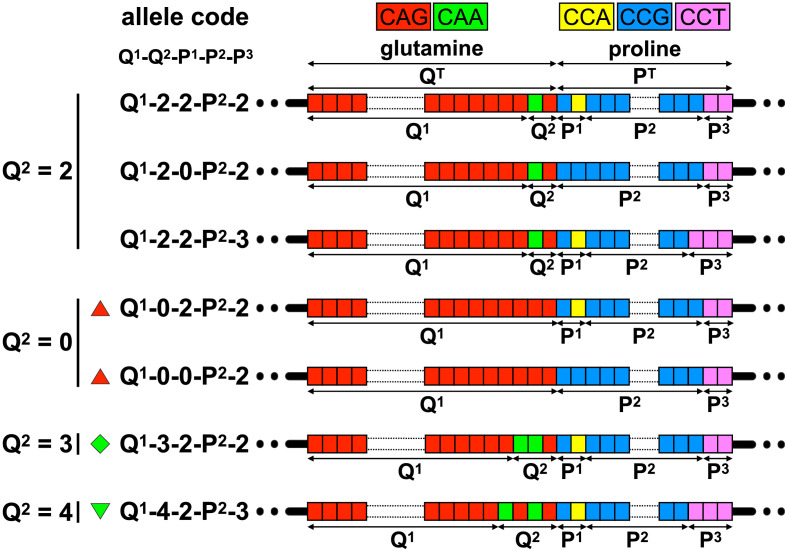 allele code CAG CAA CCA CCG CCT
Q¹-Q²-P¹-P²-P³ glutamine proline
Qᵀ Pᵀ
Q¹-2-2-P²-2
Q¹ Q² P¹ P² P³
Q² = 2 Q¹-2-0-P²-2
Q¹ Q² P² P³
Q¹-2-2-P²-3
Q¹ Q² P¹ P² P³
Q¹-0-2-P²-2
Q² = 0
Q¹ P¹ P² P³
Q¹-0-0-P²-2
Q¹ P² P³
Q² = 3 Q¹-3-2-P²-2
Q¹ Q² P¹ P² P³
Q² = 4 Q¹-4-2-P²-3
Q¹ Q² P¹ P² P³